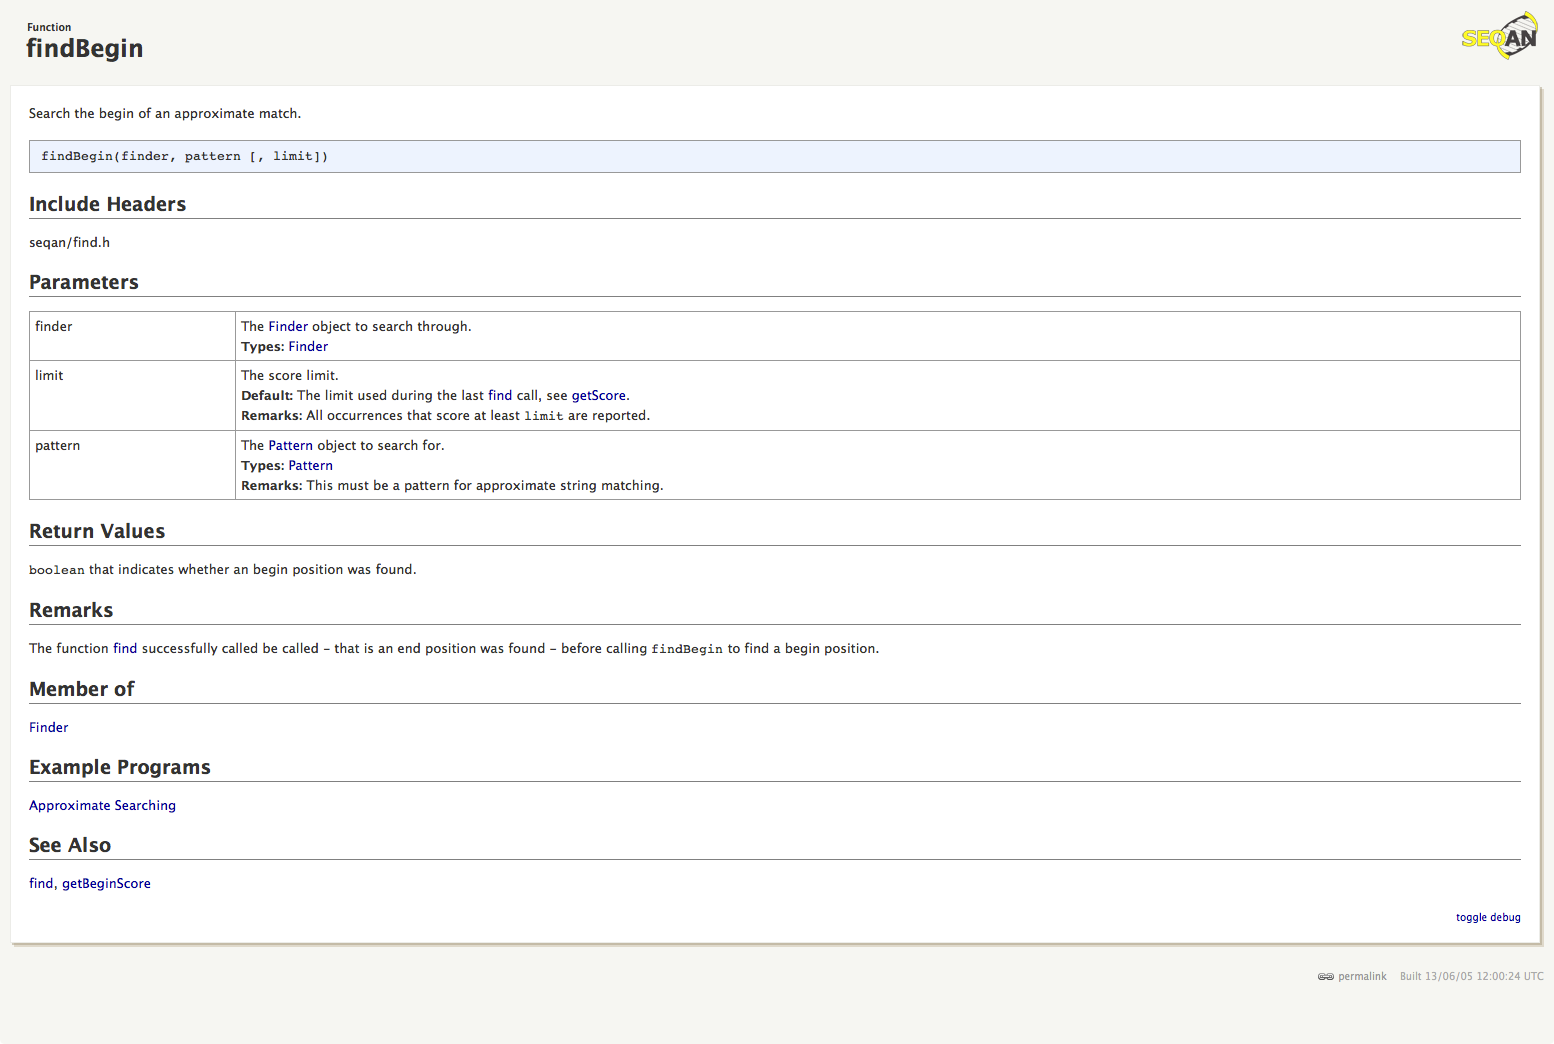 Function
findBegin
SEQAN
Search the begin of an approximate match.
findBegin(finder, pattern [, limit])
Include Headers
seqan/find.h
Parameters
finder
The Finder object to search through.
Types: Finder
limit
The score limit.
Default: The limit used during the last find call, see getScore.
Remarks: All occurrences that score at least limit are reported.
pattern
The Pattern object to search for.
Types: Pattern
Remarks: This must be a pattern for approximate string matching.
Return Values
boolean that indicates whether an begin position was found.
Remarks
The function find successfully called be called – that is an end position was found – before calling findBegin to find a begin position.
Member of
Finder
Example Programs
Approximate Searching
See Also
find, getBeginScore
toggle debug
permalink Built 13/06/05 12:00:24 UTC